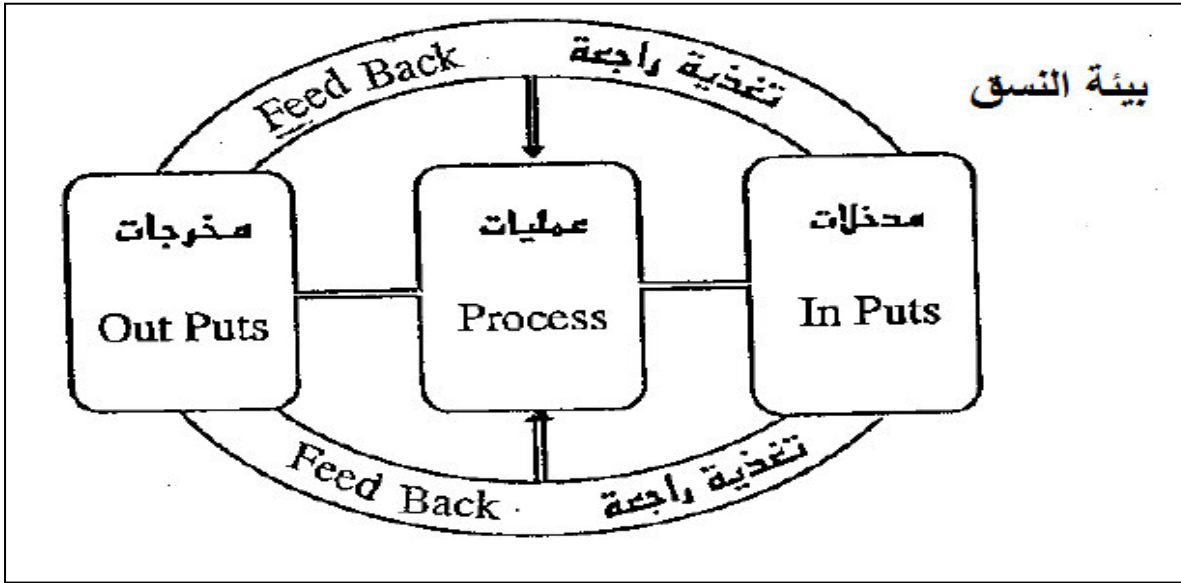 بيئة النسق
تغذية راجعة
Feed Back
مدخلات
In Puts
عمليات
Process
مخرجات
Out Puts
تغذية راجعة
Feed Back